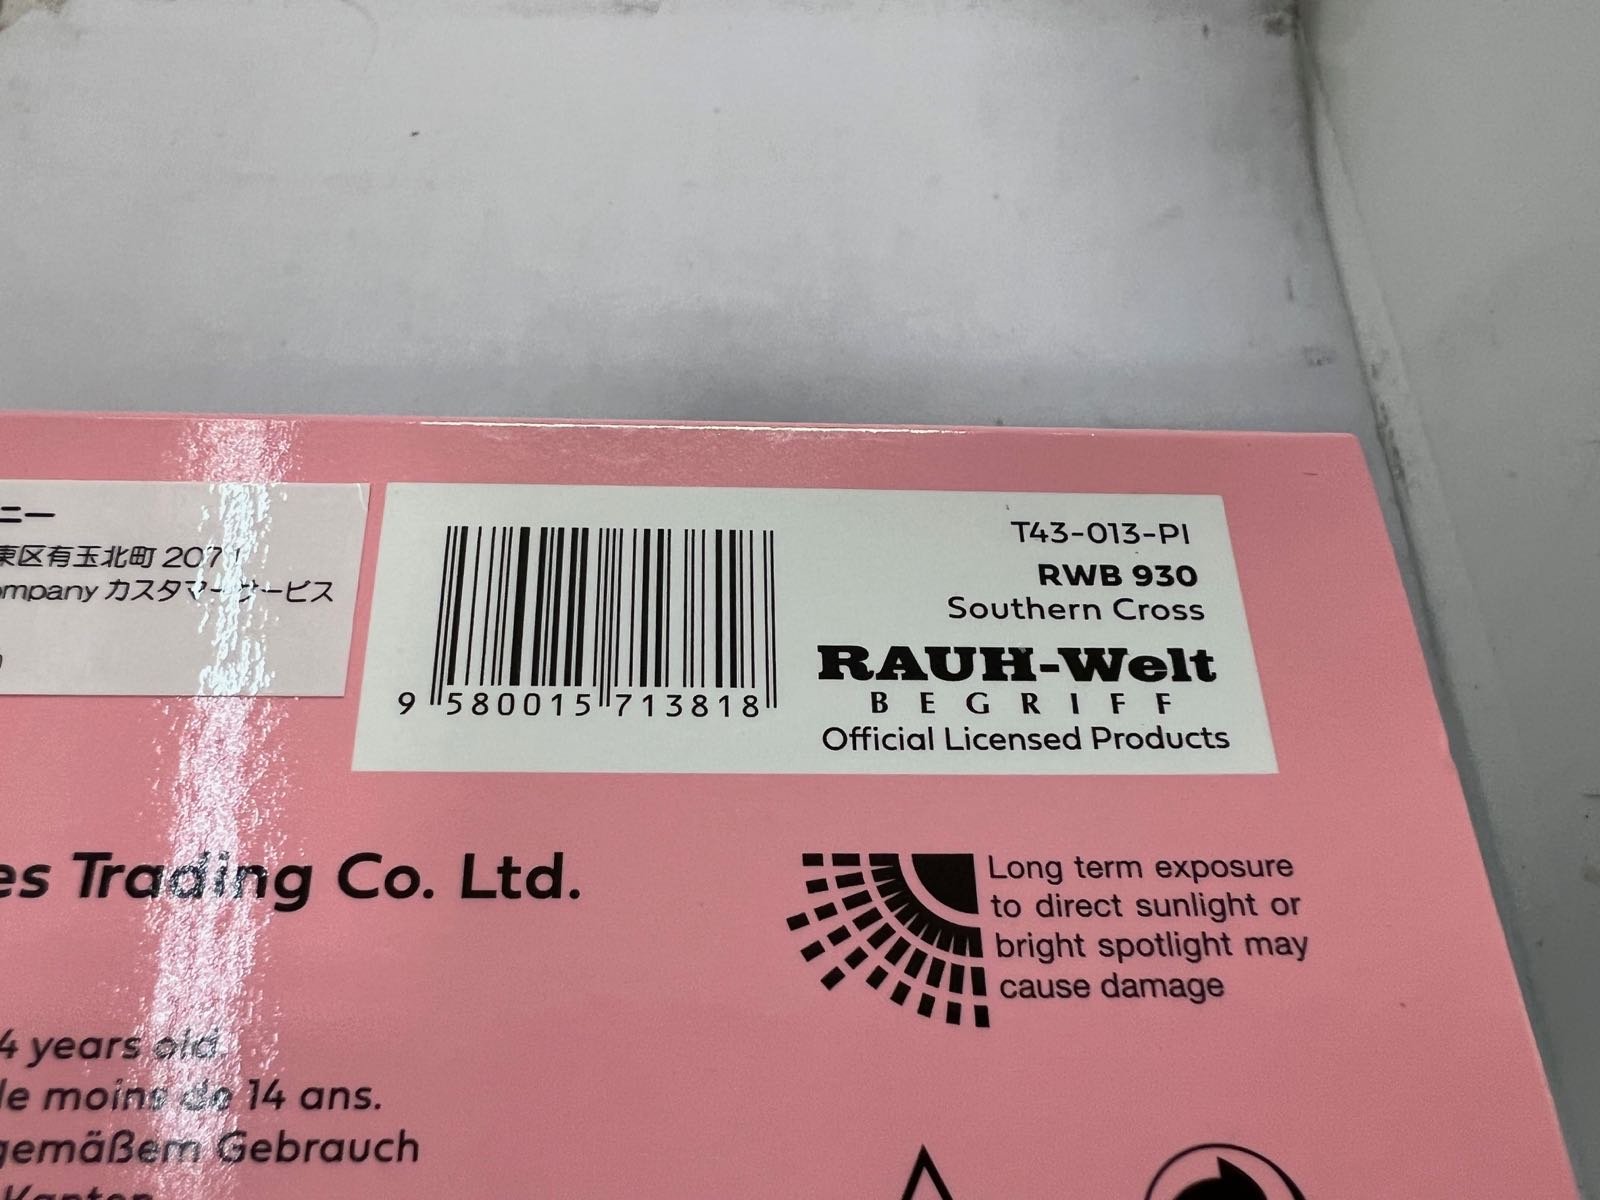 ニー
東区有玉北町 2071
ompany カスタマーサービス
9 580015 713818
T43-013-PI
RWB 930
Southern Cross
RAUH-Welt
BEGRIFF
Official Licensed Products
es Trading Co. Ltd.
Long term exposure
to direct sunlight or
bright spotlight may
cause damage
4 years old.
de moins de 14 ans.
gemäßem Gebrauch
Kanten